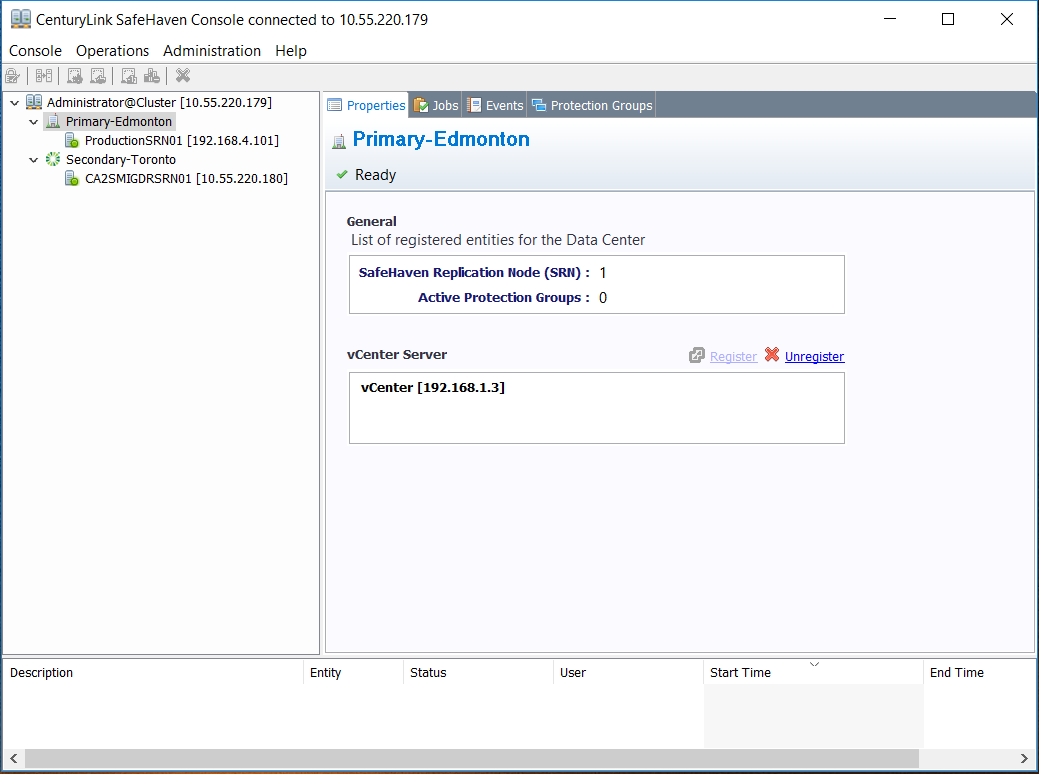 CenturyLink SafeHaven Console connected to 10.55.220.179
Console Operations Administration Help
Administrator@Cluster [10.55.220.179]
Primary-Edmonton
ProductionSRN01 [192.168.4.101]
Secondary-Toronto
CA2SMIGDRSRN01 [10.55.220.180]
Properties Jobs Events Protection Groups
Primary-Edmonton
Ready
General
List of registered entities for the Data Center
SafeHaven Replication Node (SRN) : 1
Active Protection Groups : 0
vCenter Server Register Unregister
vCenter [192.168.1.3]
Description Entity Status User Start Time End Time